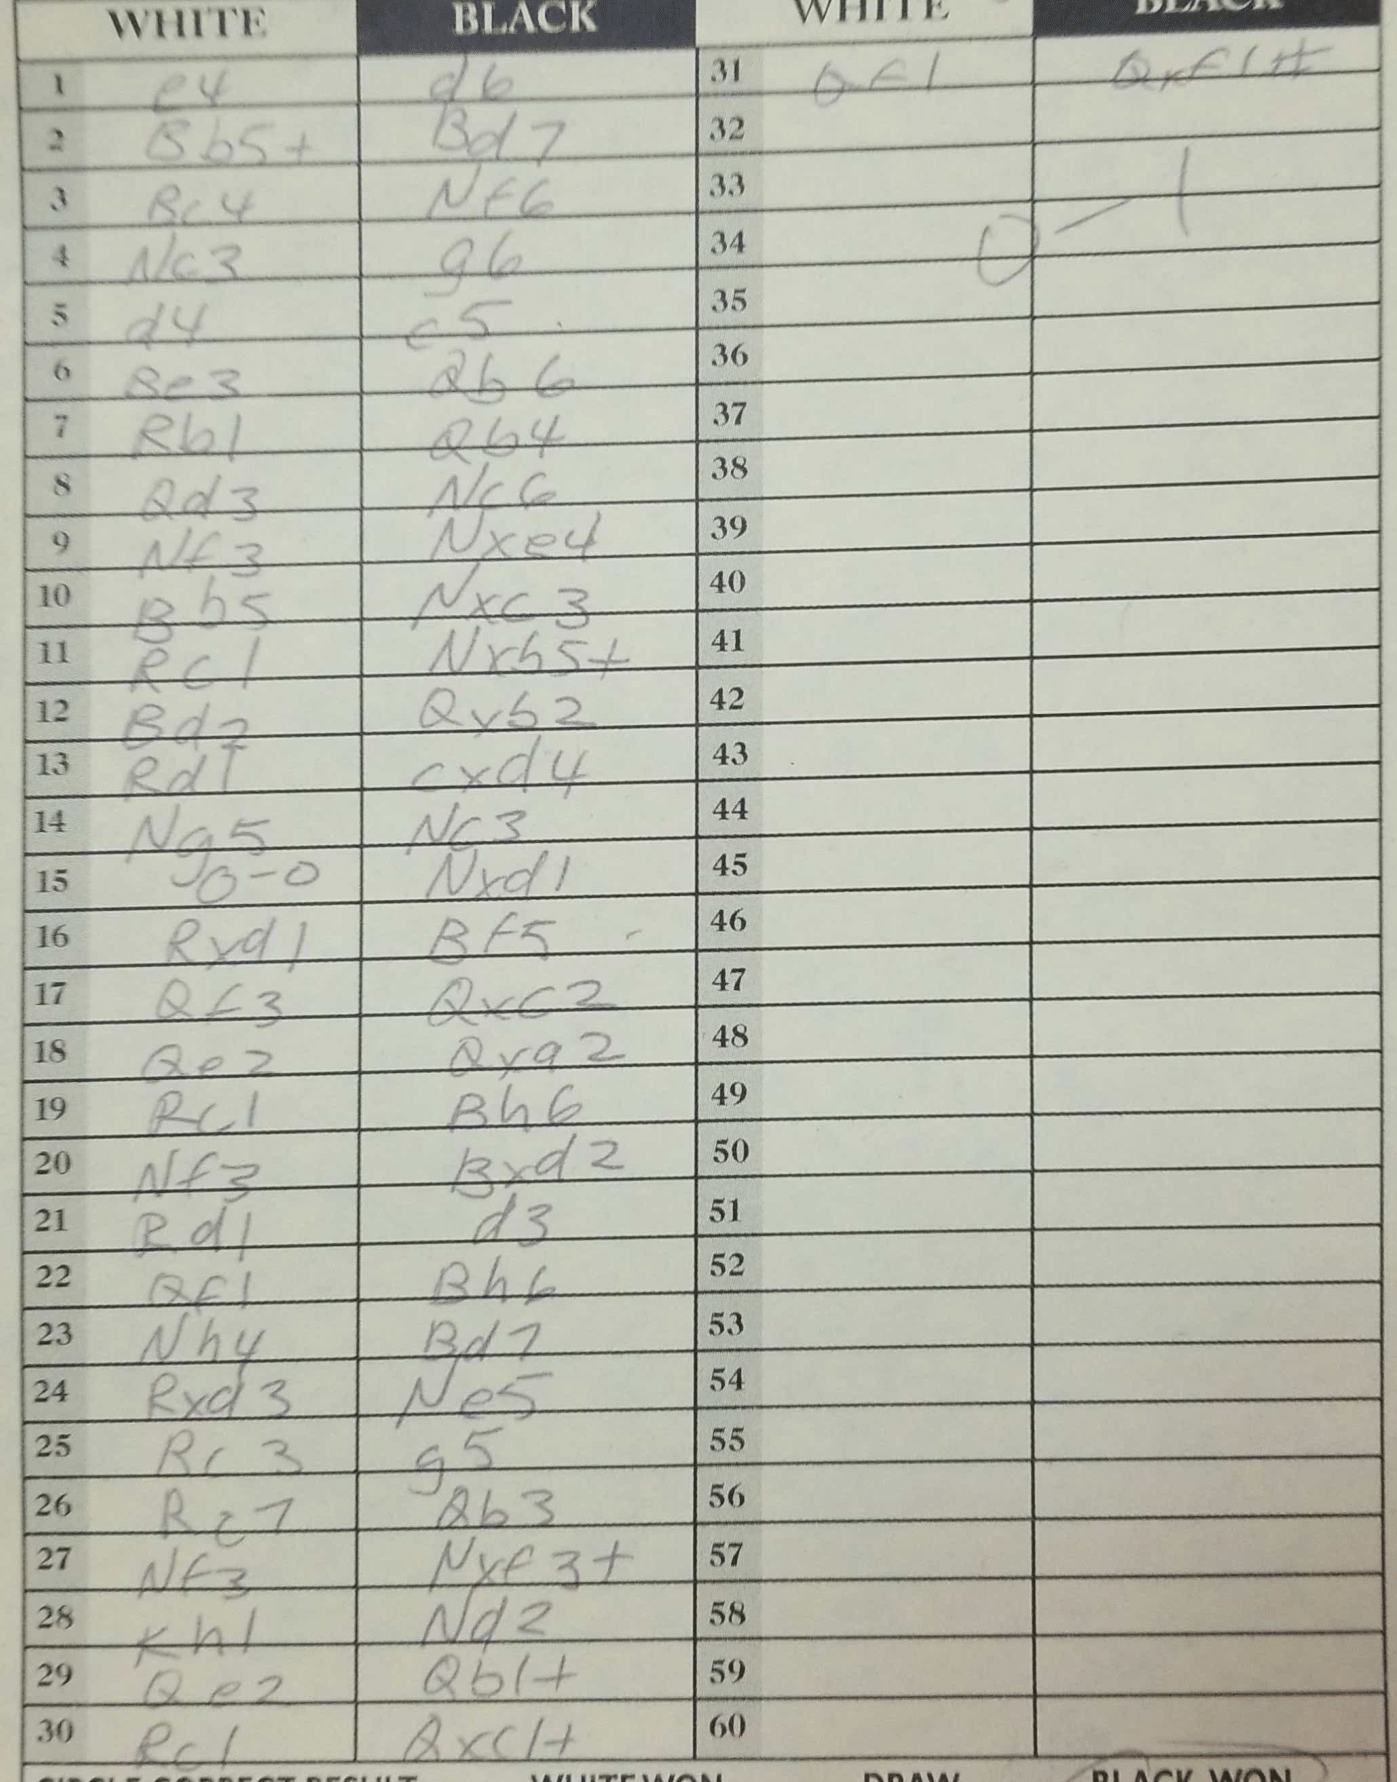 WHITE BLACK WHITE BLACK
1 e4 d6 31 Qf1 Qxf1#
2 Bb5+ Bd7 32
3 Bc4 Nf6 33
0-1
4 Nc3 g6 34
5 d4 c5 35
6 Be3 Qb6 36
7 Rb1 Qb4 37
8 Qd3 Nc6 38
9 Nf3 Nxe4 39
10 Bb5 Nxc3 40
11 Rc1 Nxb5+ 41
12 Bd2 Qxb2 42
13 Rd1 cxd4 43
14 Ng5 Nc3 44
15 0-0 Nxd1 45
16 Rxd1 Bf5 46
17 Qf3 Qxc2 47
18 Qe2 Qxa2 48
19 Rc1 Bh6 49
20 Nf3 Bxd2 50
21 Rd1 d3 51
22 Qf1 Bh6 52
23 Nh4 Bd7 53
24 Rxd3 Ne5 54
25 Rc3 g5 55
26 Rc7 Qb3 56
27 Nf3 Nxf3+ 57
28 Kh1 Nd2 58
29 Qe2 Qb1+ 59
30 Rc1 Qxc1+ 60
CIRCLE CORRECT RESULT WHITE WON DRAW BLACK WON